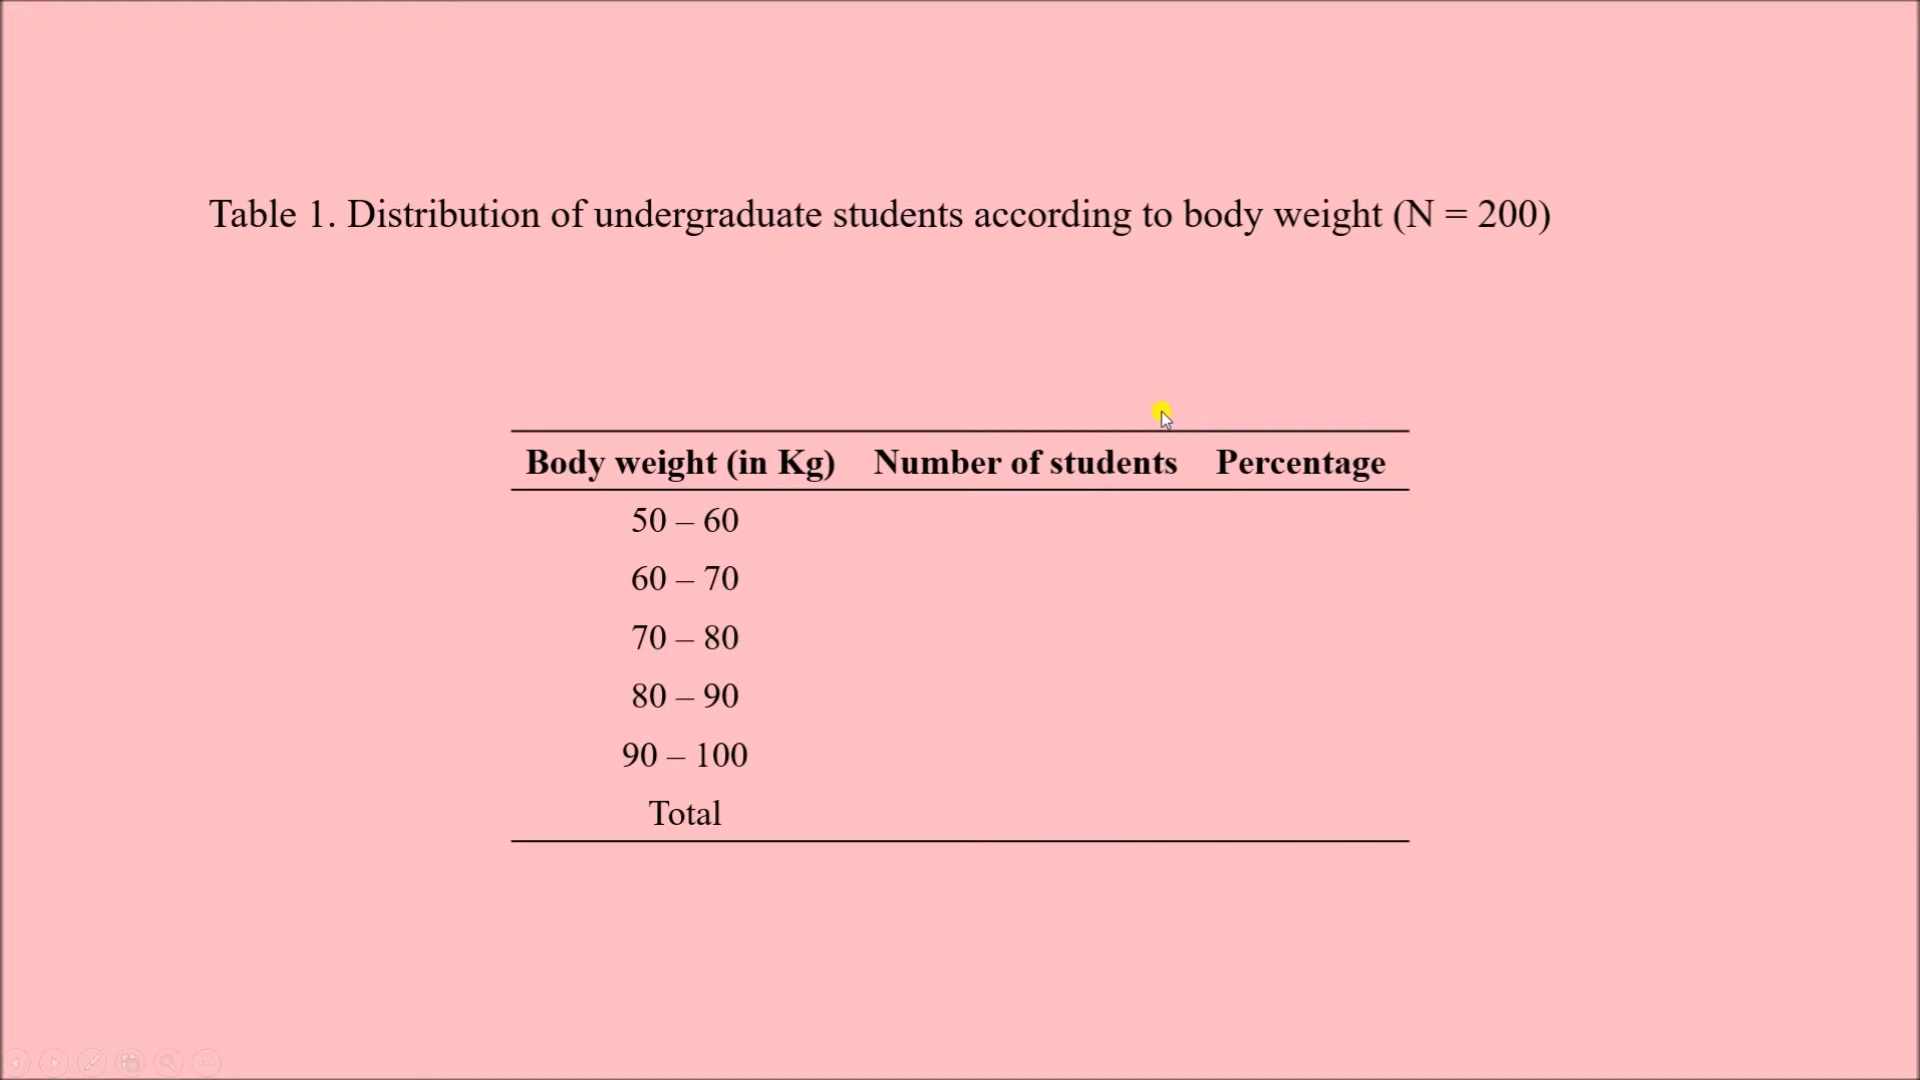 Table 1. Distribution of undergraduate students according to body weight (N = 200)
Body weight (in Kg) Number of students Percentage
50 – 60
60 – 70
70 – 80
80 – 90
90 – 100
Total